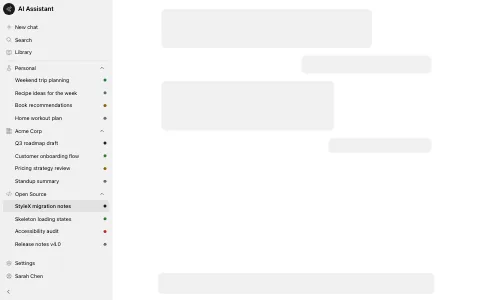 AI Assistant
New chat
Search
Library
Personal
Weekend trip planning
Recipe ideas for the week
Book recommendations
Home workout plan
Acme Corp
Q3 roadmap draft
Customer onboarding flow
Pricing strategy review
Standup summary
Open Source
StyleX migration notes
Skeleton loading states
Accessibility audit
Release notes v4.0
Settings
Sarah Chen